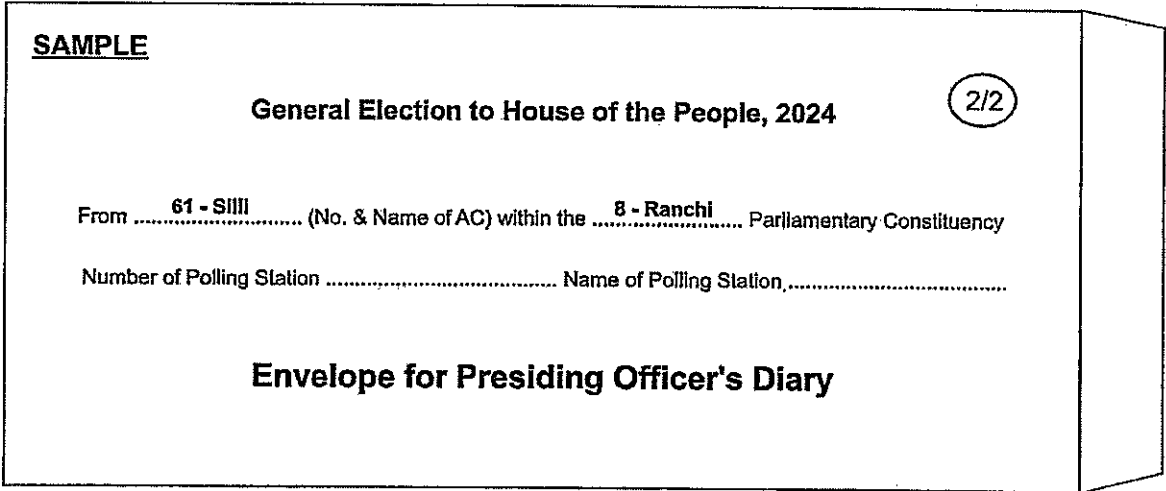 SAMPLE
General Election to House of the People, 2024
2/2
From ..........61 - Silli.......... (No. & Name of AC) within the ..........8 - Ranchi.......... Parliamentary Constituency
Number of Polling Station ..................................... Name of Polling Station ...................................
Envelope for Presiding Officer's Diary